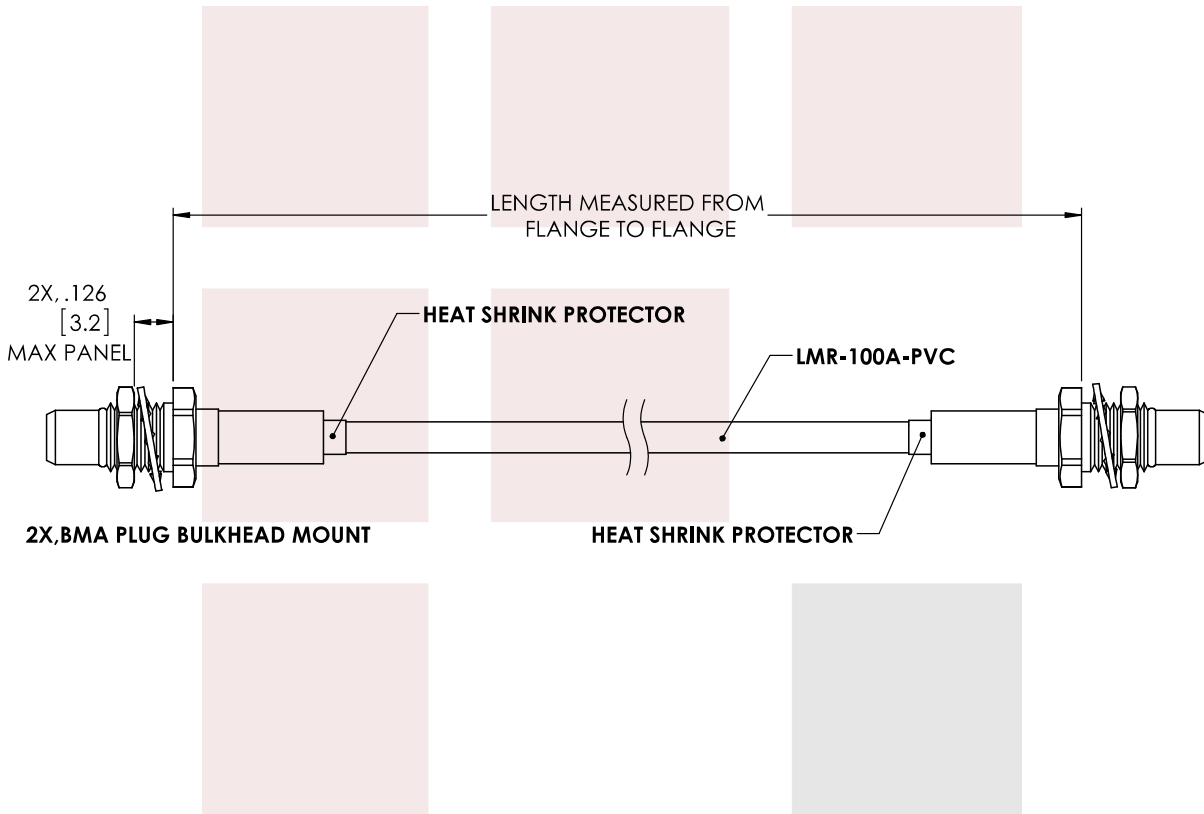 LENGTH MEASURED FROM
FLANGE TO FLANGE
2X, .126
[3.2]
MAX PANEL
HEAT SHRINK PROTECTOR
LMR-100A-PVC
2X,BMA PLUG BULKHEAD MOUNT
HEAT SHRINK PROTECTOR